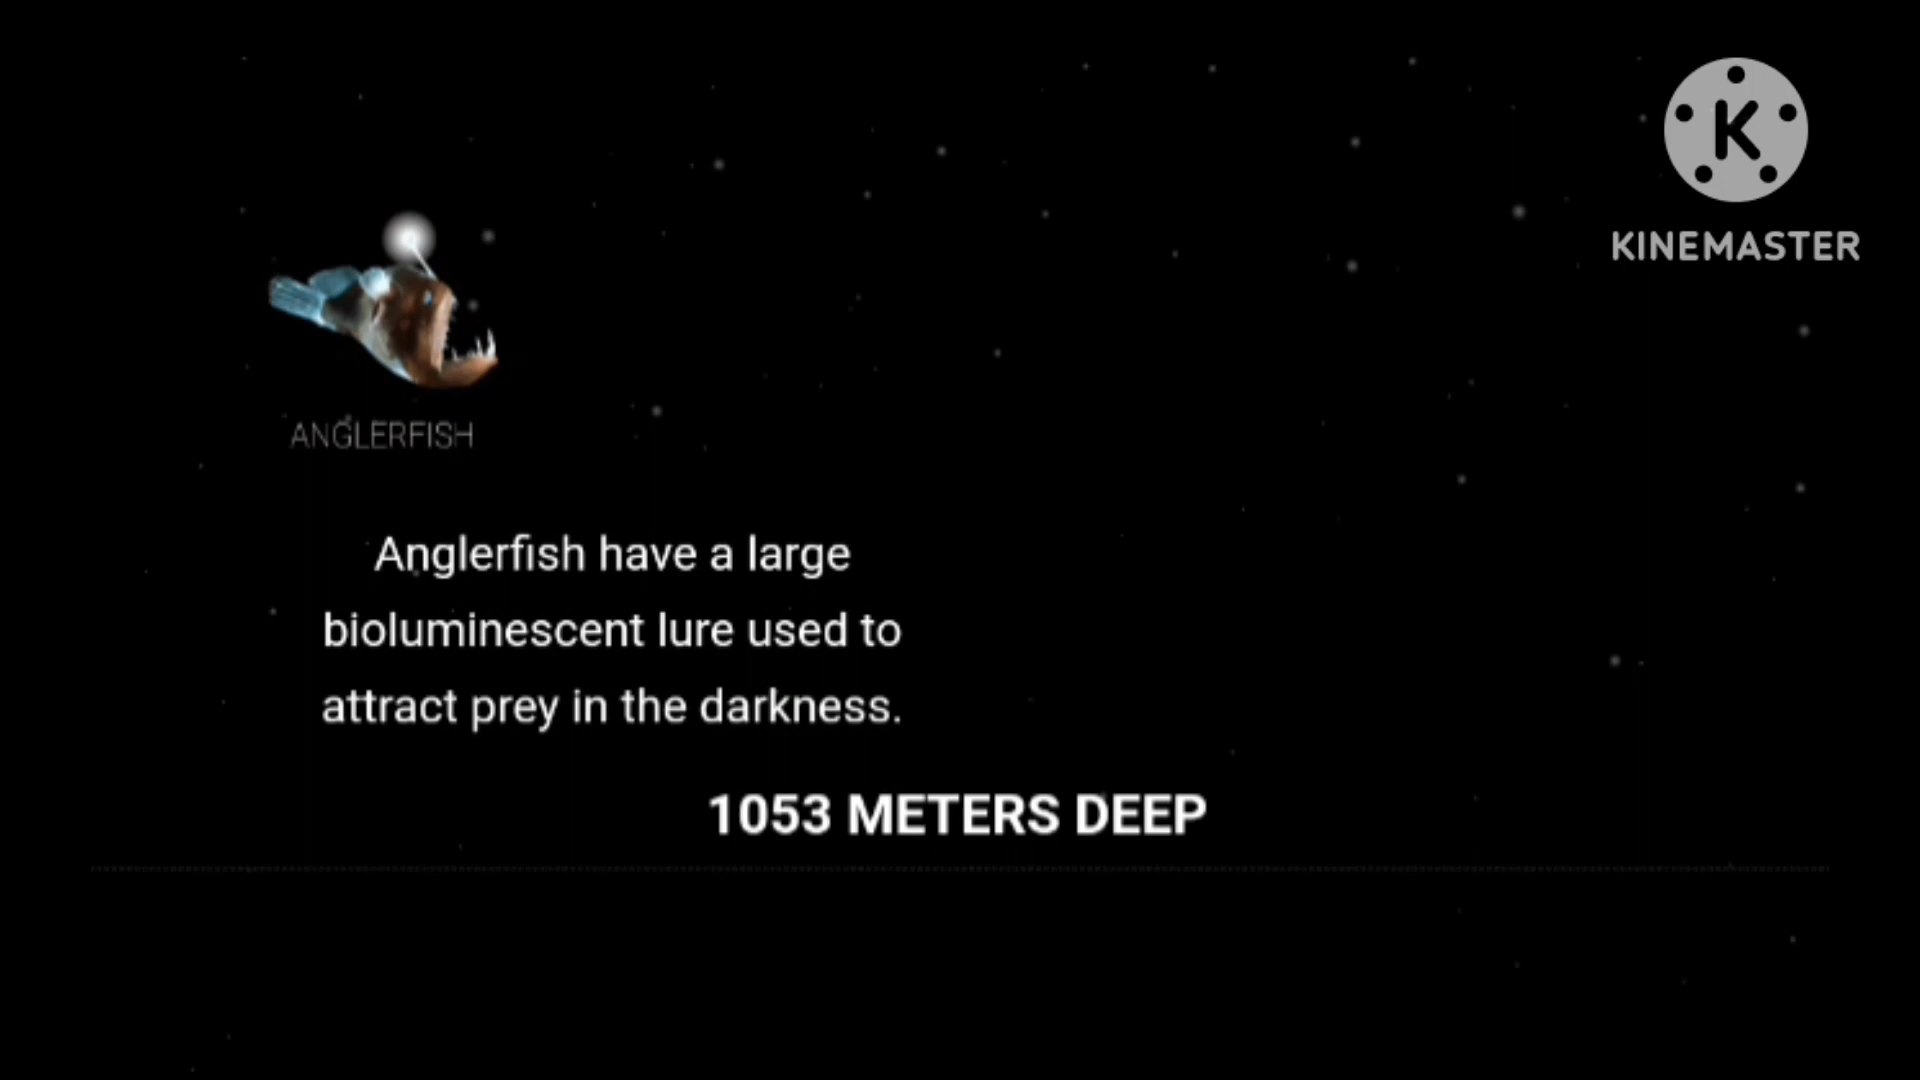 K
KINEMASTER
ANGLERFISH
Anglerfish have a large
bioluminescent lure used to
attract prey in the darkness.
1053 METERS DEEP